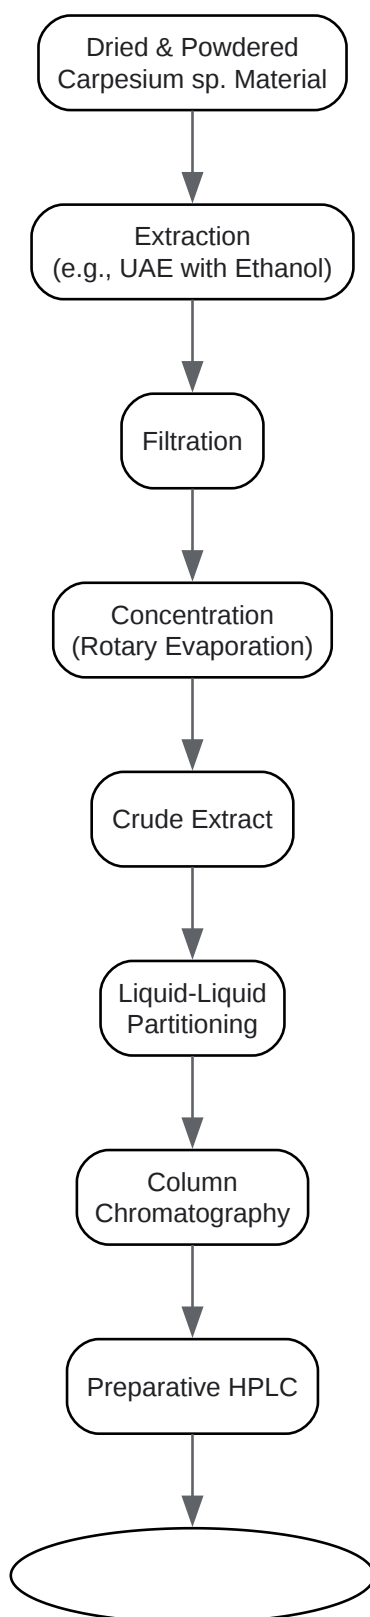 Dried & Powdered
Carpesium sp. Material
Extraction
(e.g., UAE with Ethanol)
Filtration
Concentration
(Rotary Evaporation)
Crude Extract
Liquid-Liquid
Partitioning
Column
Chromatography
Preparative HPLC